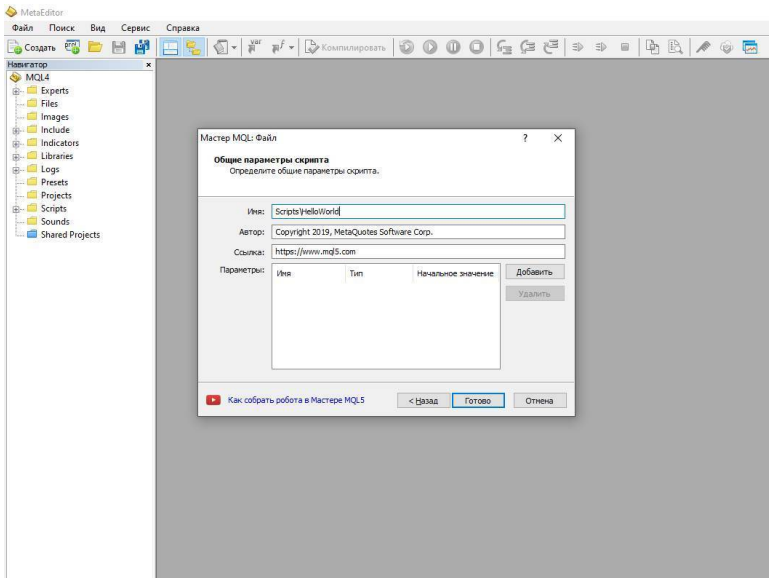 MetaEditor
Файл Поиск Вид Сервис Справка
Создать Компилировать
Навигатор
MQL4
Experts
Files
Images
Include
Indicators
Libraries
Logs
Presets
Projects
Scripts
Sounds
Shared Projects
Мастер MQL: Файл
Общие параметры скрипта
Определите общие параметры скрипта.
Имя: Scripts\HelloWorld
Автор: Copyright 2019, MetaQuotes Software Corp.
Ссылка: https://www.mql5.com
Параметры: Имя Тип Начальное значение Добавить
Удалить
Как собрать робота в Мастере MQL5 < Назад Готово Отмена